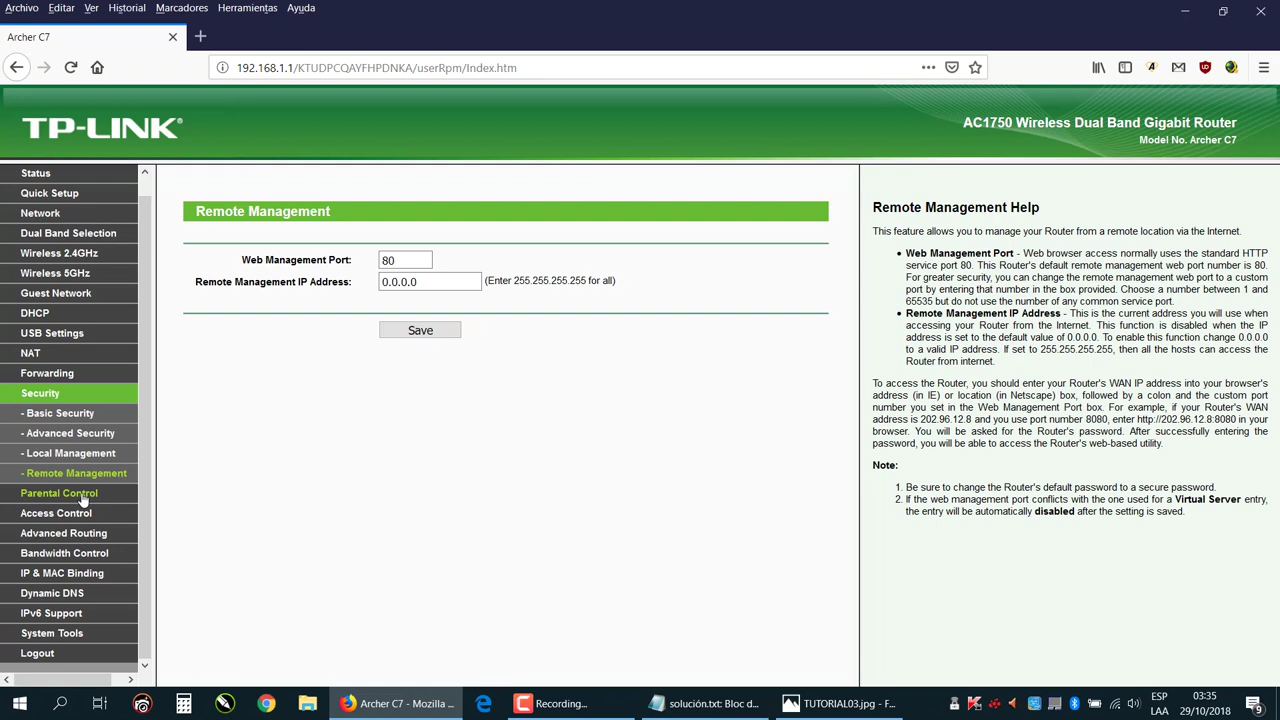 Archivo Editar Ver Historial Marcadores Herramientas Ayuda
Archer C7
192.168.1.1/KTUDPCQAYFHPDNKA/userRpm/Index.htm
TP-LINK
AC1750 Wireless Dual Band Gigabit Router
Model No. Archer C7
Status
Quick Setup
Network
Dual Band Selection
Wireless 2.4GHz
Wireless 5GHz
Guest Network
DHCP
USB Settings
NAT
Forwarding
Security
- Basic Security
- Advanced Security
- Local Management
- Remote Management
Parental Control
Access Control
Advanced Routing
Bandwidth Control
IP & MAC Binding
Dynamic DNS
IPv6 Support
System Tools
Logout
Remote Management
Web Management Port: 80
Remote Management IP Address: 0.0.0.0 (Enter 255.255.255.255 for all)
Save
Remote Management Help
This feature allows you to manage your Router from a remote location via the Internet.
• Web Management Port - Web browser access normally uses the standard HTTP
service port 80. This Router's default remote management web port number is 80.
For greater security, you can change the remote management web port to a custom
port by entering that number in the box provided. Choose a number between 1 and
65535 but do not use the number of any common service port.
• Remote Management IP Address - This is the current address you will use when
accessing your Router from the Internet. This function is disabled when the IP
address is set to the default value of 0.0.0.0. To enable this function change 0.0.0.0
to a valid IP address. If set to 255.255.255.255, then all the hosts can access the
Router from internet.
To access the Router, you should enter your Router's WAN IP address into your browser's
address (in IE) or location (in Netscape) box, followed by a colon and the custom port
number you set in the Web Management Port box. For example, if your Router's WAN
address is 202.96.12.8 and you use port number 8080, enter http://202.96.12.8:8080 in your
browser. You will be asked for the Router's password. After successfully entering the
password, you will be able to access the Router's web-based utility.
Note:
1. Be sure to change the Router's default password to a secure password.
2. If the web management port conflicts with the one used for a Virtual Server entry,
the entry will be automatically disabled after the setting is saved.
Archer C7 - Mozilla ...
Recording...
solución.txt: Bloc d...
TUTORIAL03.jpg - F...
ESP
LAA
03:35
29/10/2018
9